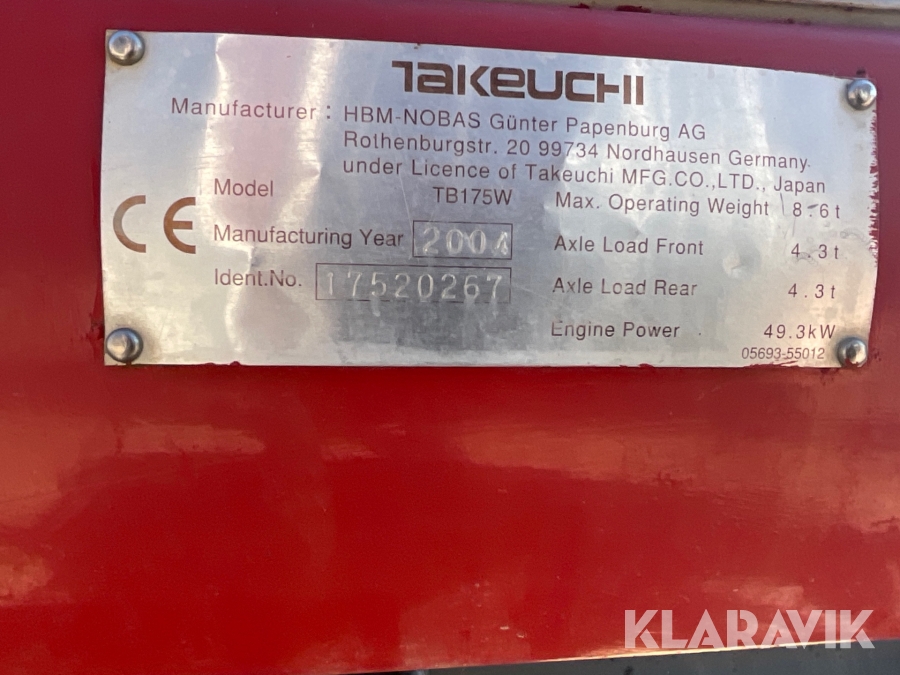 TAKEUCHI
Manufacturer : HBM-NOBAS Günter Papenburg AG
Rothenburgstr. 20 99734 Nordhausen Germany.
under Licence of Takeuchi MFG.CO.,LTD., Japan
Model TB175W Max. Operating Weight 8.6t
CE Manufacturing Year 2004 Axle Load Front 4.3t
Ident.No. 17520267 Axle Load Rear 4.3t
Engine Power 49.3kW
05693-55012
KLARAVIK